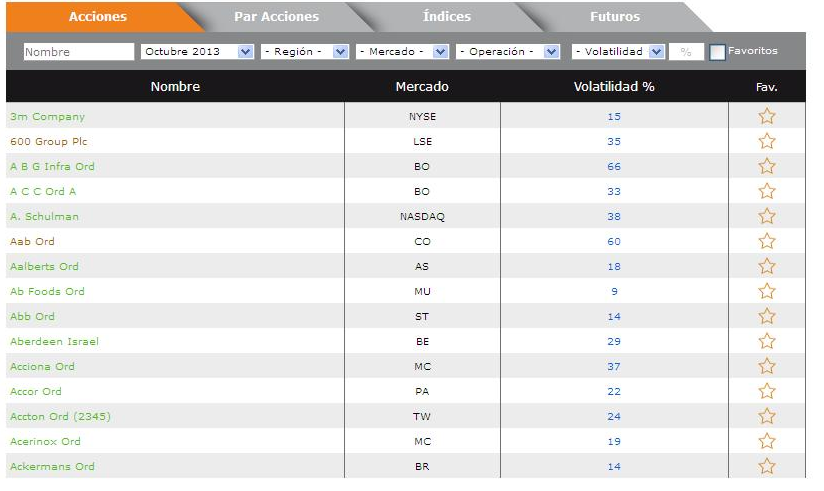 Acciones Par Acciones Índices Futuros
Nombre Octubre 2013 - Región - - Mercado - - Operación - - Volatilidad % Favoritos
Nombre Mercado Volatilidad % Fav.
3m Company NYSE 15
600 Group Plc LSE 35
A B G Infra Ord BO 66
A C C Ord A BO 33
A. Schulman NASDAQ 38
Aab Ord CO 60
Aalberts Ord AS 18
Ab Foods Ord MU 9
Abb Ord ST 14
Aberdeen Israel BE 29
Acciona Ord MC 37
Accor Ord PA 22
Accton Ord (2345) TW 24
Acerinox Ord MC 19
Ackermans Ord BR 14